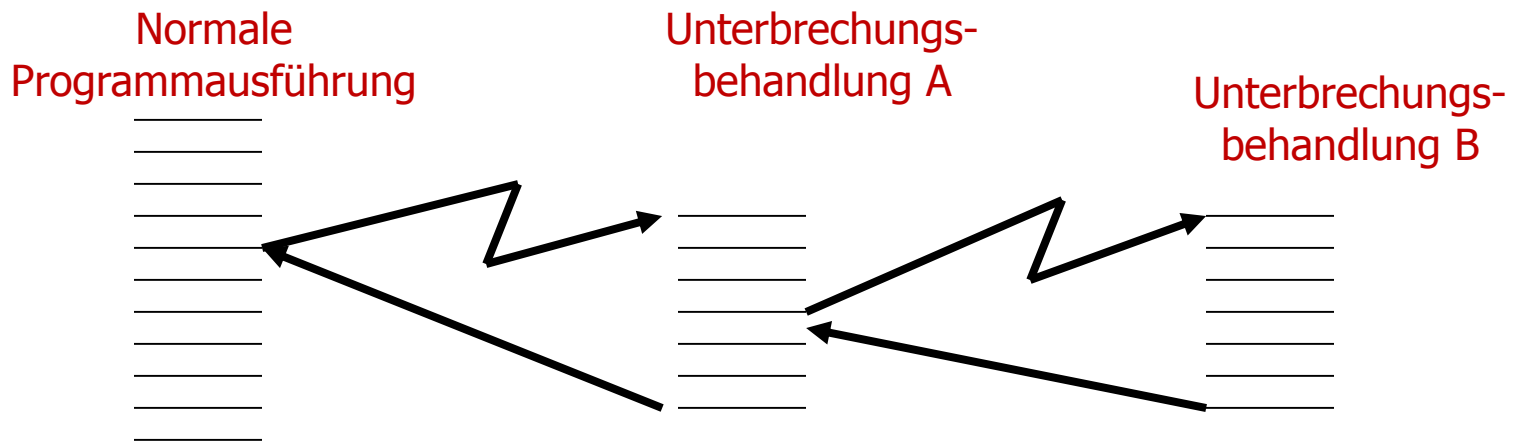 Normale
Programmausführung
Unterbrechungs-
behandlung A
Unterbrechungs-
behandlung B